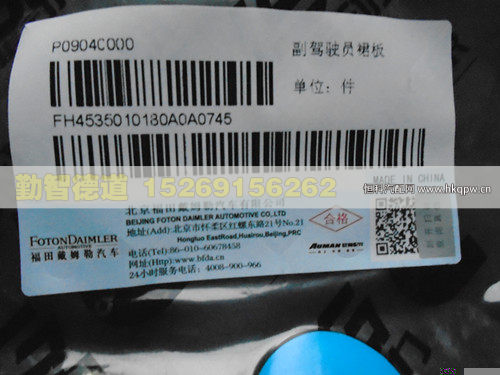 P0904C000
副驾驶员裙板
单位: 件
FH4535010180A0A0745
勤智德道 15269156262
MADE IN CHINA
恒科汽车网 www.hkqpw.cn
北京福田戴姆勒汽车有限公司
BEIJING FOTON DAIMLER AUTOMOTIVE CO.,LTD
地址(Add):北京市怀柔区红螺东路21号No.21
Hongluo EastRoad,Huairou,Beijing,PRC
电话(Tel):86-010-60678458
网址(Http):www.bfda.cn
24小时服务电话: 4008-900-966
FOTONDAIMLER
福田戴姆勒汽车
合格
AUMAN 欧曼